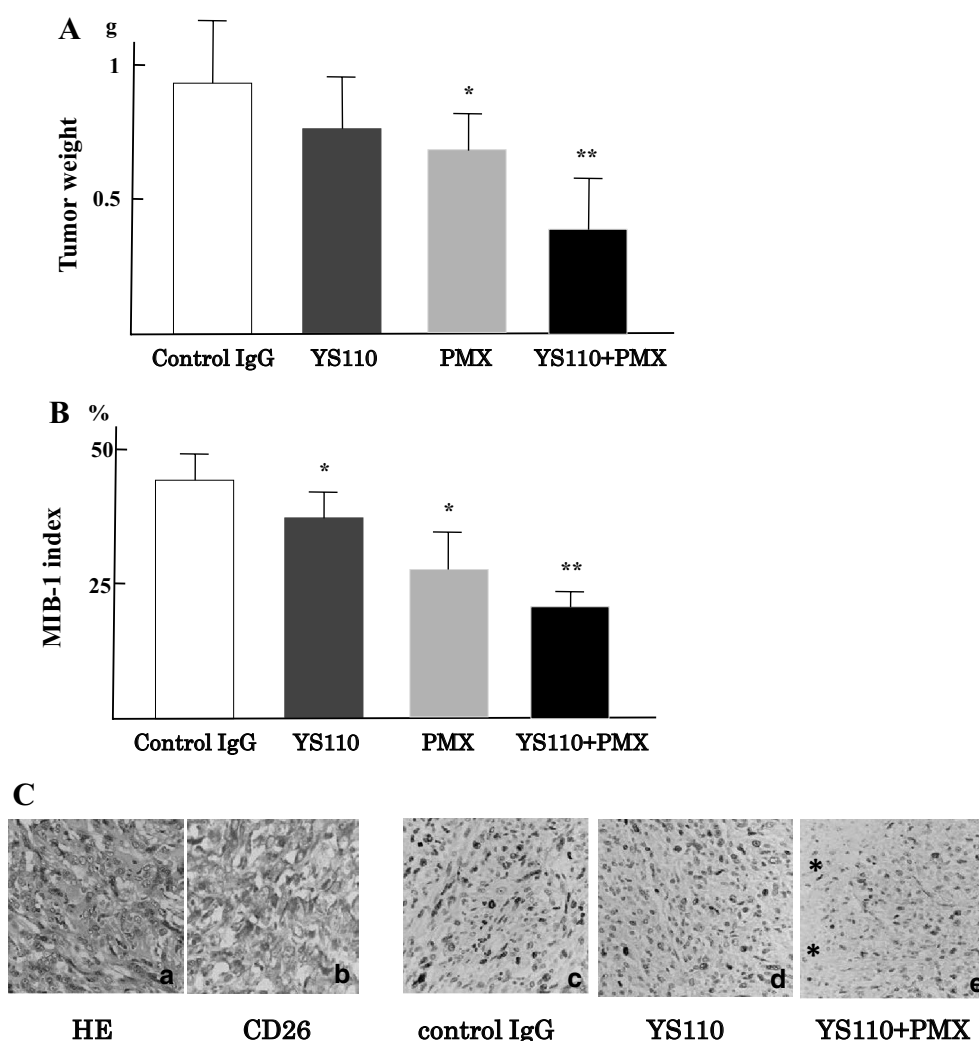 A g
1
*
**
0.5
Tumor weight
Control IgG YS110 PMX YS110+PMX
B %
50
*
*
**
25
MIB-1 index
Control IgG YS110 PMX YS110+PMX
C
*
*
a b c d e
HE CD26 control IgG YS110 YS110+PMX